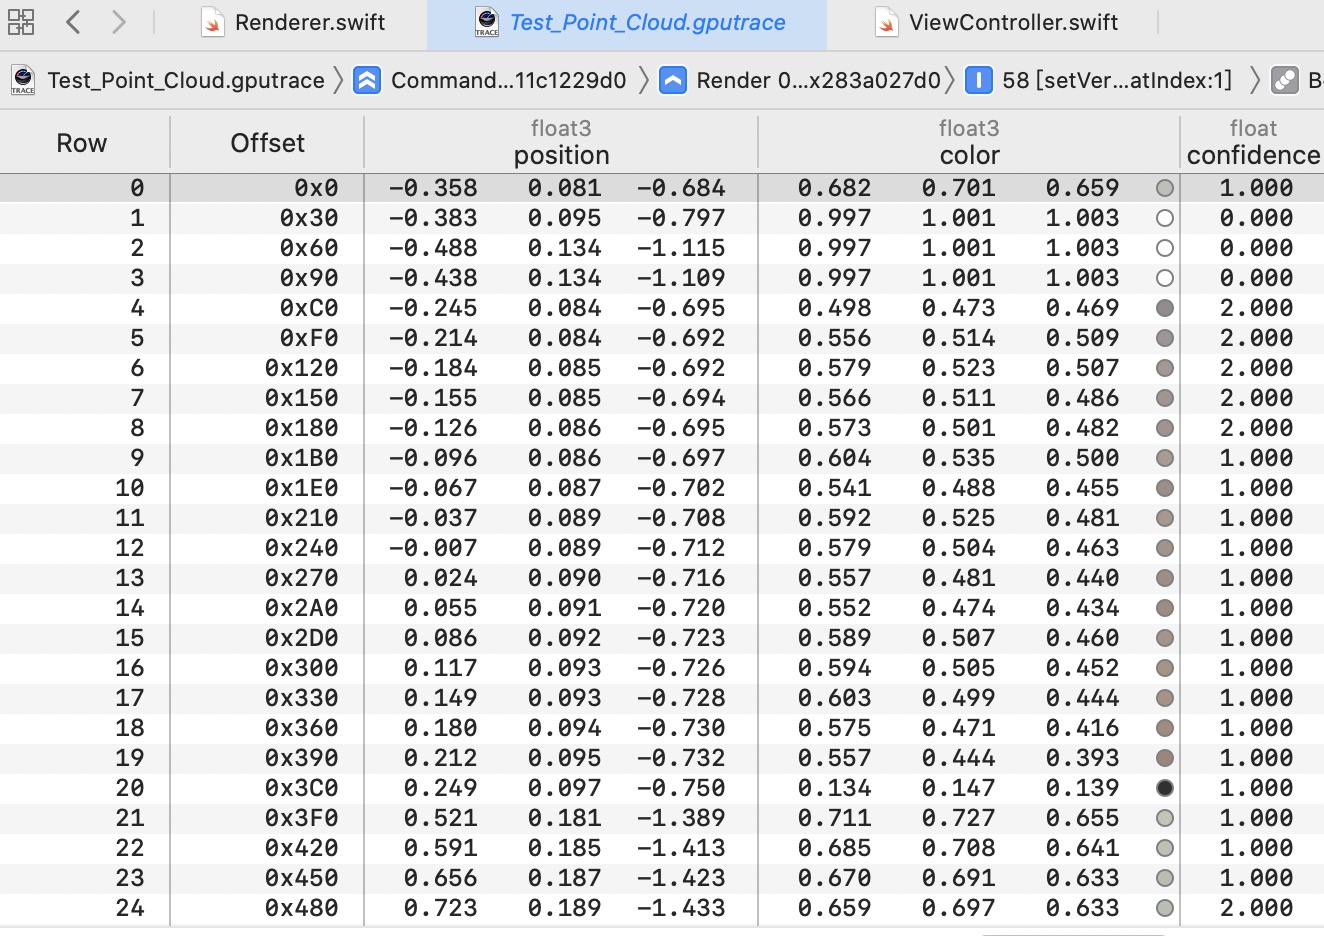 Renderer.swift Test_Point_Cloud.gputrace ViewController.swift
TRACE
Test_Point_Cloud.gputrace Command...11c1229d0 Render 0...x283a027d0 58 [setVer...atIndex:1] B
TRACE
Row Offset float3 position float3 color float confidence
0 0x0 −0.358 0.081 −0.684 0.682 0.701 0.659 1.000
1 0x30 −0.383 0.095 −0.797 0.997 1.001 1.003 0.000
2 0x60 −0.488 0.134 −1.115 0.997 1.001 1.003 0.000
3 0x90 −0.438 0.134 −1.109 0.997 1.001 1.003 0.000
4 0xC0 −0.245 0.084 −0.695 0.498 0.473 0.469 2.000
5 0xF0 −0.214 0.084 −0.692 0.556 0.514 0.509 2.000
6 0x120 −0.184 0.085 −0.692 0.579 0.523 0.507 2.000
7 0x150 −0.155 0.085 −0.694 0.566 0.511 0.486 2.000
8 0x180 −0.126 0.086 −0.695 0.573 0.501 0.482 2.000
9 0x1B0 −0.096 0.086 −0.697 0.604 0.535 0.500 1.000
10 0x1E0 −0.067 0.087 −0.702 0.541 0.488 0.455 1.000
11 0x210 −0.037 0.089 −0.708 0.592 0.525 0.481 1.000
12 0x240 −0.007 0.089 −0.712 0.579 0.504 0.463 1.000
13 0x270 0.024 0.090 −0.716 0.557 0.481 0.440 1.000
14 0x2A0 0.055 0.091 −0.720 0.552 0.474 0.434 1.000
15 0x2D0 0.086 0.092 −0.723 0.589 0.507 0.460 1.000
16 0x300 0.117 0.093 −0.726 0.594 0.505 0.452 1.000
17 0x330 0.149 0.093 −0.728 0.603 0.499 0.444 1.000
18 0x360 0.180 0.094 −0.730 0.575 0.471 0.416 1.000
19 0x390 0.212 0.095 −0.732 0.557 0.444 0.393 1.000
20 0x3C0 0.249 0.097 −0.750 0.134 0.147 0.139 1.000
21 0x3F0 0.521 0.181 −1.389 0.711 0.727 0.655 1.000
22 0x420 0.591 0.185 −1.413 0.685 0.708 0.641 1.000
23 0x450 0.656 0.187 −1.423 0.670 0.691 0.633 1.000
24 0x480 0.723 0.189 −1.433 0.659 0.697 0.633 2.000